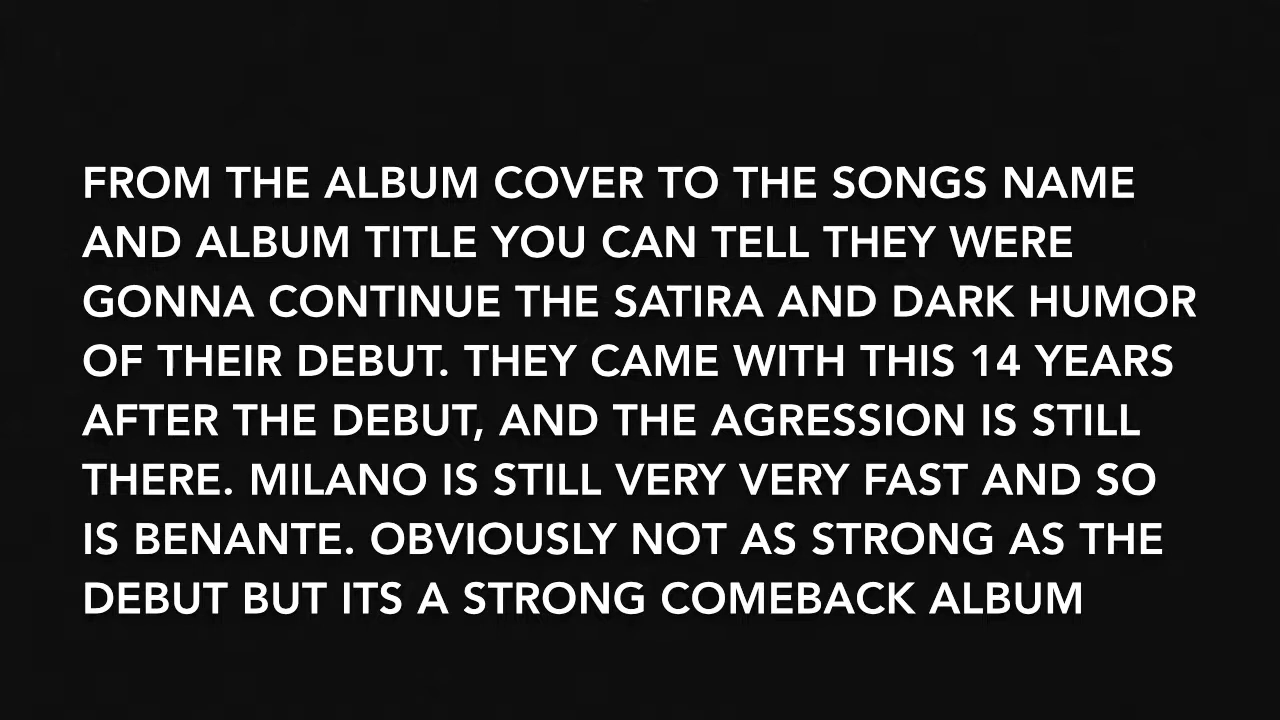 FROM THE ALBUM COVER TO THE SONGS NAME
AND ALBUM TITLE YOU CAN TELL THEY WERE
GONNA CONTINUE THE SATIRA AND DARK HUMOR
OF THEIR DEBUT. THEY CAME WITH THIS 14 YEARS
AFTER THE DEBUT, AND THE AGRESSION IS STILL
THERE. MILANO IS STILL VERY VERY FAST AND SO
IS BENANTE. OBVIOUSLY NOT AS STRONG AS THE
DEBUT BUT ITS A STRONG COMEBACK ALBUM